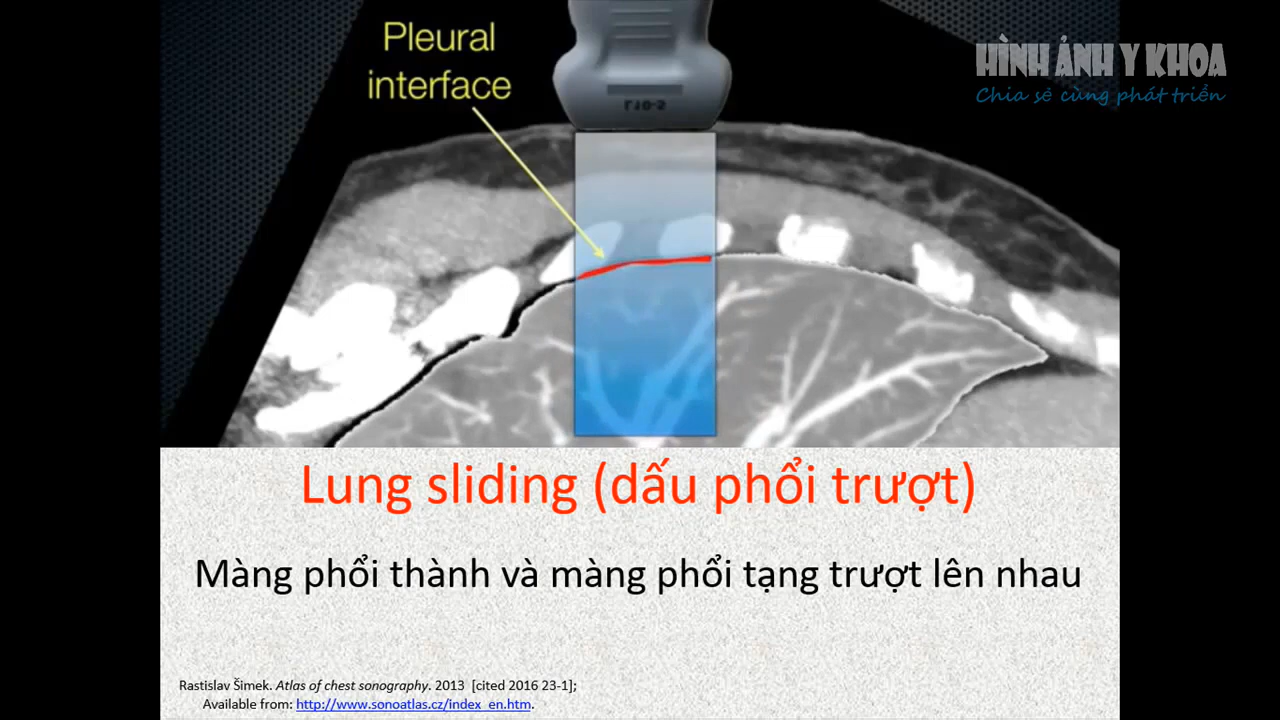 Pleural
interface
HÌNH ẢNH Y KHOA
Chia sẻ cùng phát triển
L10-5
Lung sliding (dấu phổi trượt)
Màng phổi thành và màng phổi tạng trượt lên nhau
Rastislav Šimek. Atlas of chest sonography. 2013 [cited 2016 23-1];
Available from: http://www.sonoatlas.cz/index_en.htm.